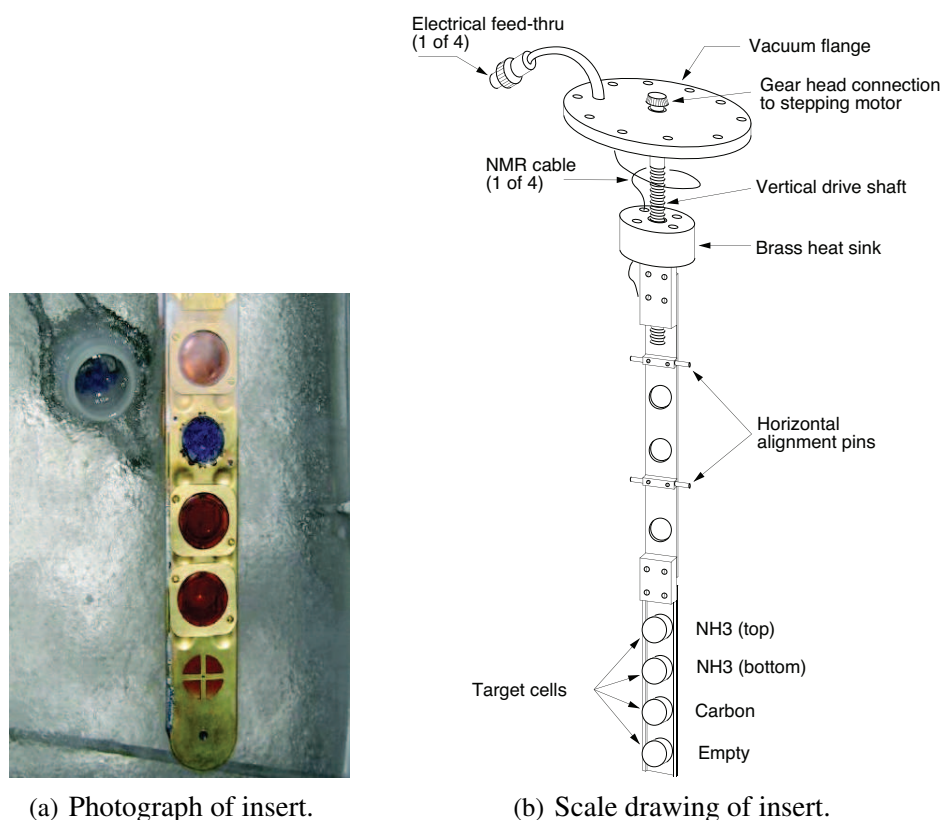 Electrical feed-thru
(1 of 4)
Vacuum flange
Gear head connection
to stepping motor
NMR cable
(1 of 4)
Vertical drive shaft
Brass heat sink
Horizontal
alignment pins
NH3 (top)
NH3 (bottom)
Target cells
Carbon
Empty
(a) Photograph of insert.
(b) Scale drawing of insert.